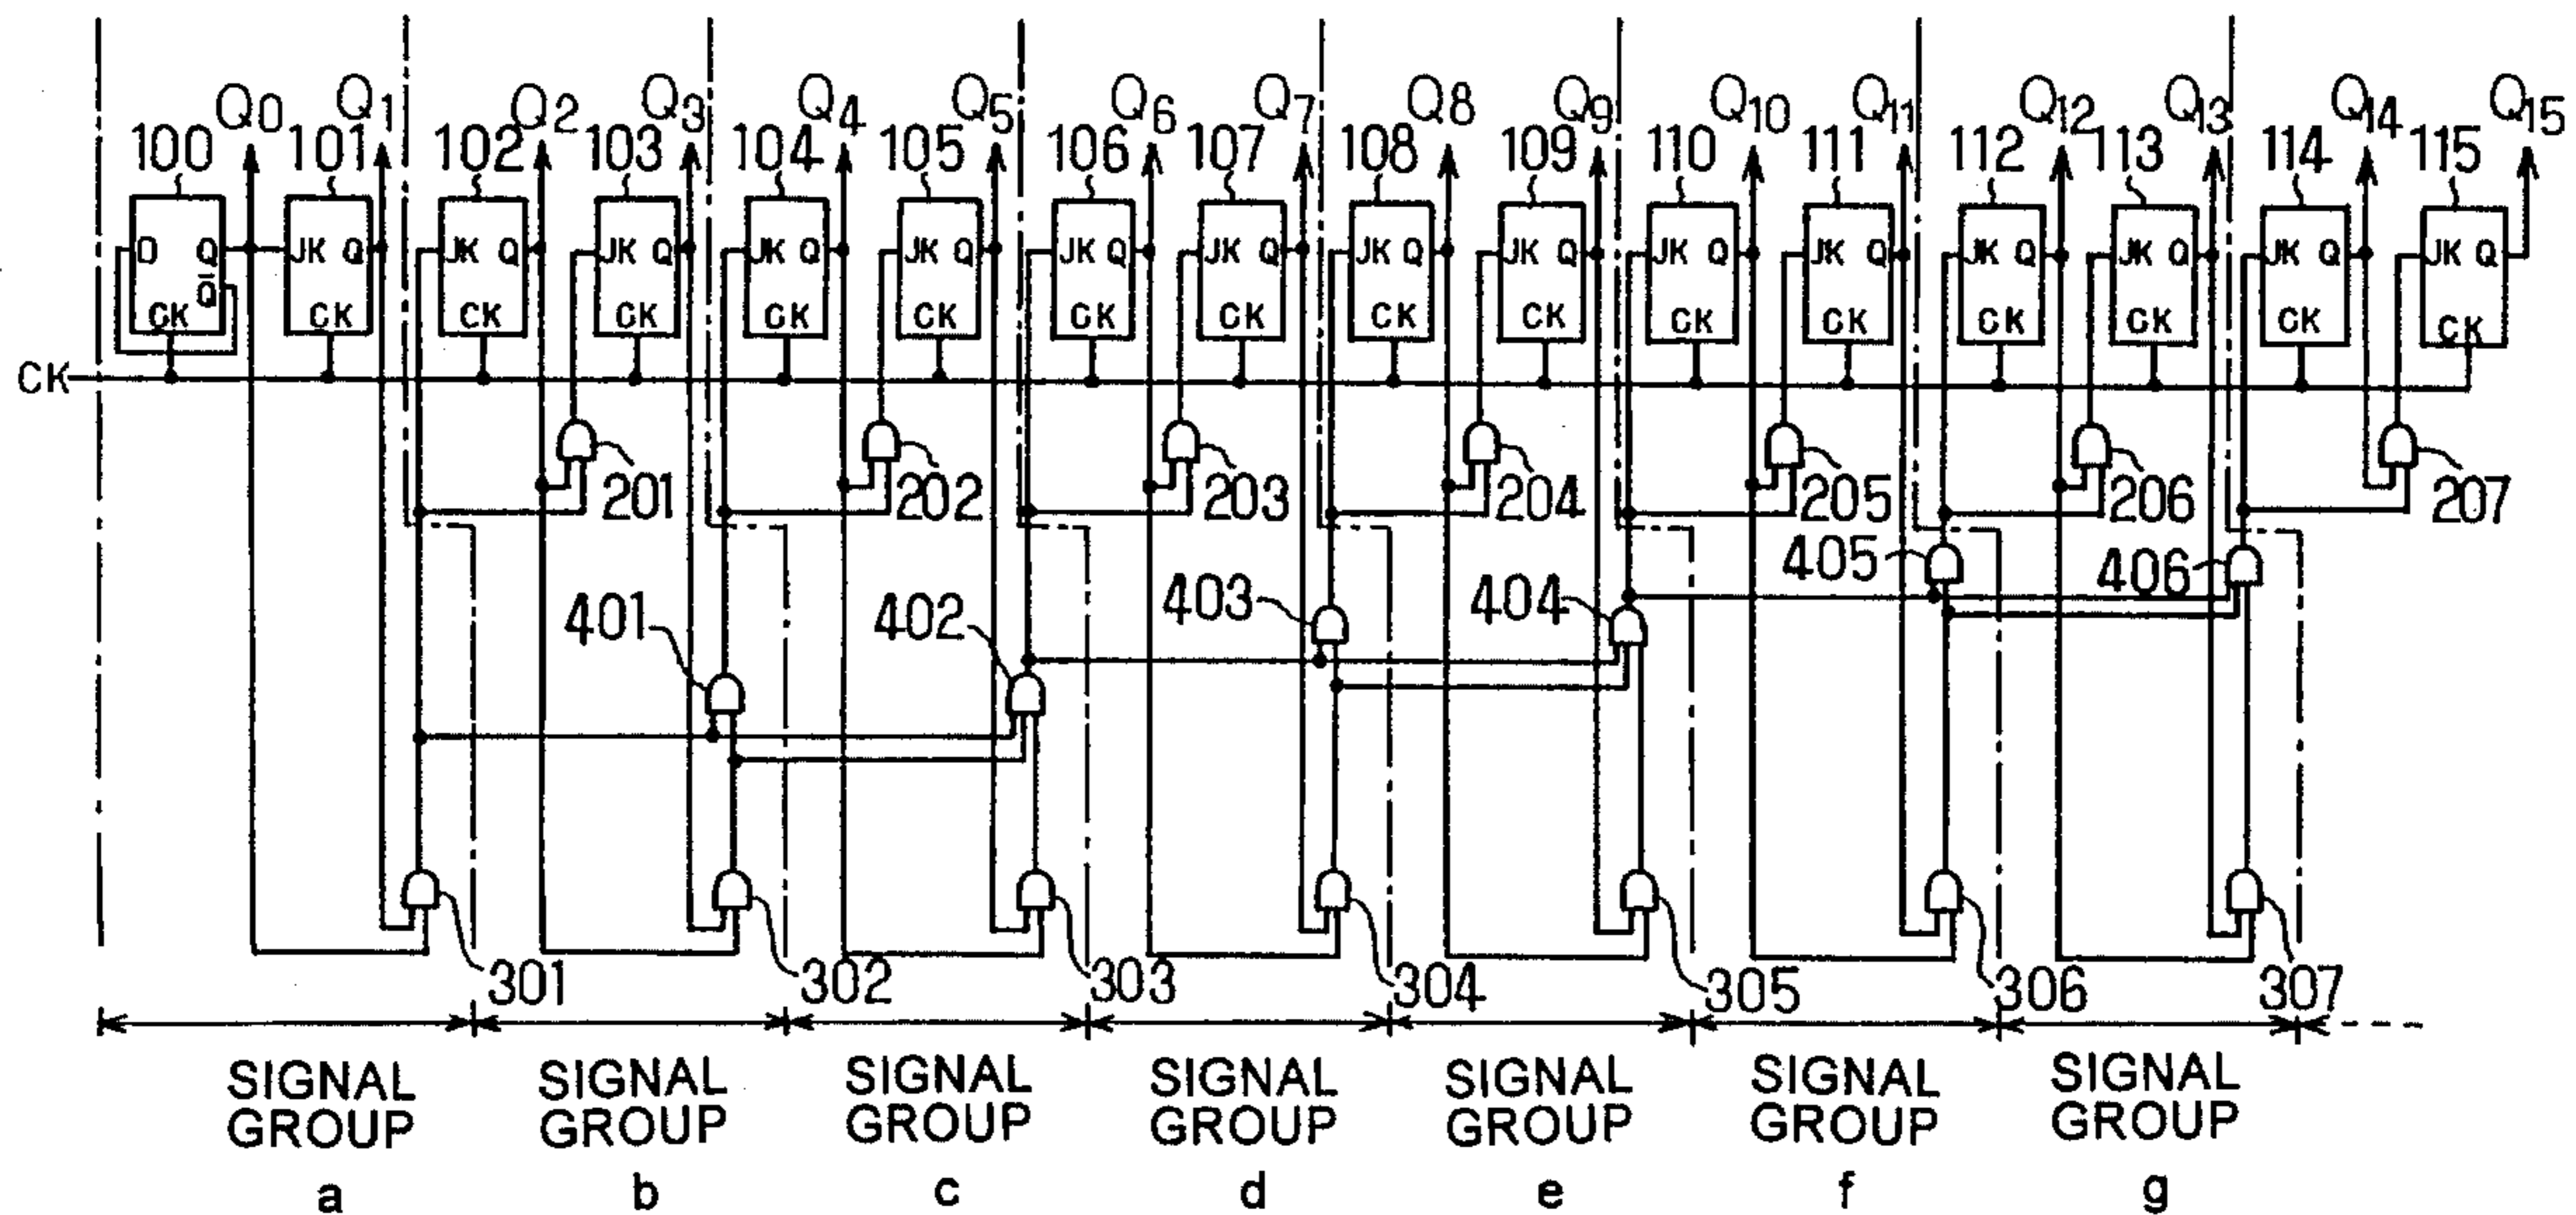 Q0 Q1 Q2 Q3 Q4 Q5 Q6 Q7 Q8 Q9 Q10 Q11 Q12 Q13 Q14 Q15
100 101 102 103 104 105 106 107 108 109 110 111 112 113 114 115
D Q JK Q JK Q JK Q JK Q JK Q JK Q JK Q JK Q JK Q JK Q JK Q JK Q JK Q JK Q JK Q
Q̅
CK CK CK CK CK CK CK CK CK CK CK CK CK CK CK CK
CK
201 202 203 204 205 206 207
405 406
401 402 403 404
301 302 303 304 305 306 307
SIGNAL GROUP a
SIGNAL GROUP b
SIGNAL GROUP c
SIGNAL GROUP d
SIGNAL GROUP e
SIGNAL GROUP f
SIGNAL GROUP g